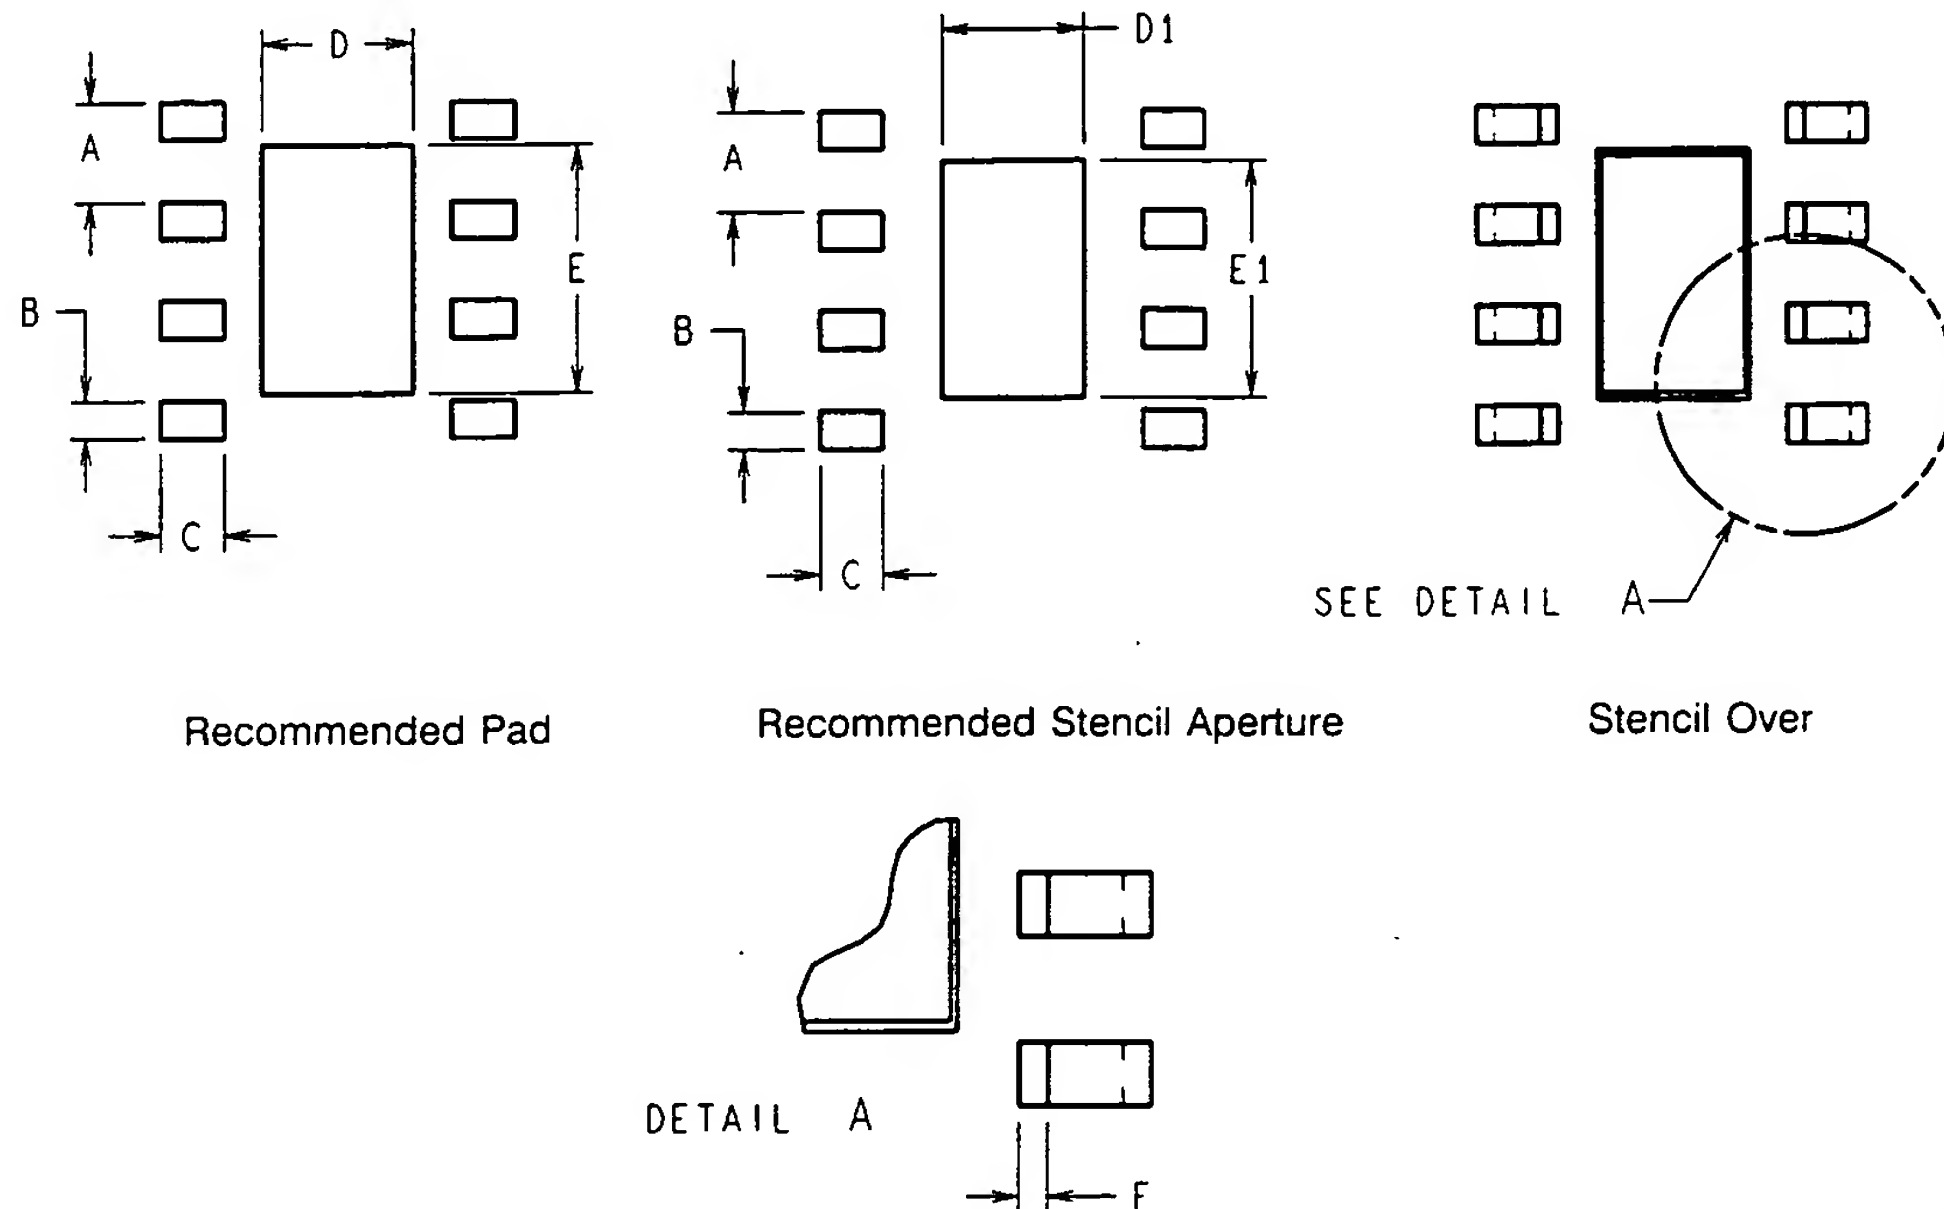 D
A
B
E
C
D1
A
B
E1
C
SEE DETAIL A
Recommended Pad
Recommended Stencil Aperture
Stencil Over
DETAIL A
F